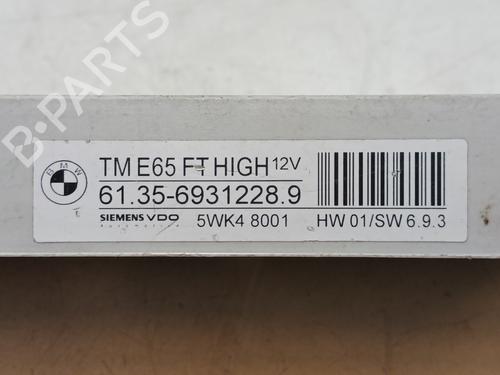 B-PARTS
BMW
TM E65 FT HIGH 12V
61.35-6931228.9
SIEMENS VDO
Automotive
5WK4 8001
HW 01/SW 6.9.3